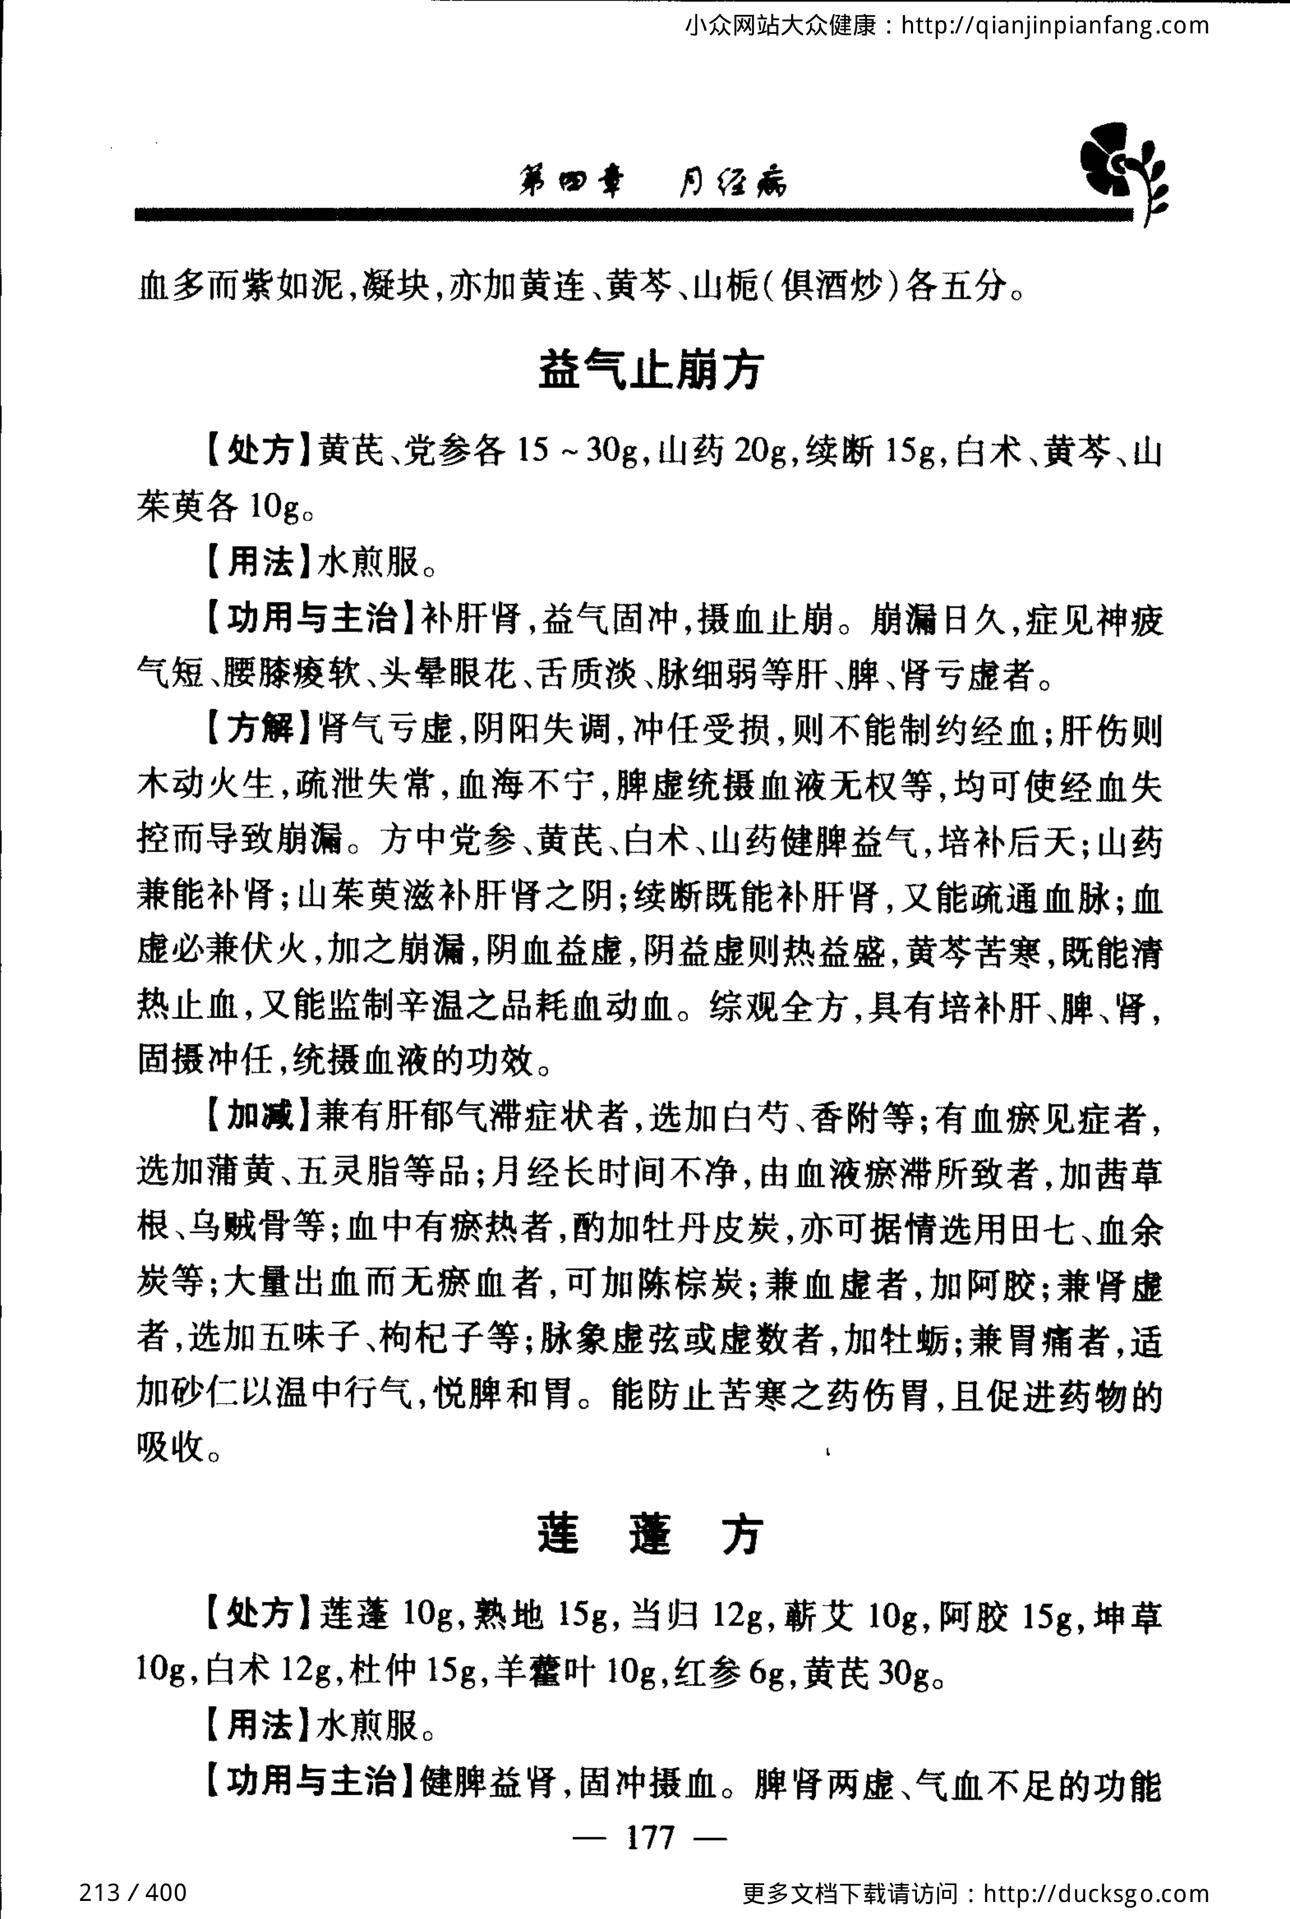 小众网站大众健康：http://qianjinpianfang.com
第四章 月经病
血多而紫如泥,凝块,亦加黄连、黄芩、山栀(俱酒炒)各五分。
益气止崩方
【处方】黄芪、党参各 15 ~ 30g,山药 20g,续断 15g,白术、黄芩、山
茱萸各 10g。
【用法】水煎服。
【功用与主治】补肝肾,益气固冲,摄血止崩。崩漏日久,症见神疲
气短、腰膝痠软、头晕眼花、舌质淡、脉细弱等肝、脾、肾亏虚者。
【方解】肾气亏虚,阴阳失调,冲任受损,则不能制约经血;肝伤则
木动火生,疏泄失常,血海不宁,脾虚统摄血液无权等,均可使经血失
控而导致崩漏。方中党参、黄芪、白术、山药健脾益气,培补后天;山药
兼能补肾;山茱萸滋补肝肾之阴;续断既能补肝肾,又能疏通血脉;血
虚必兼伏火,加之崩漏,阴血益虚,阴益虚则热益盛,黄芩苦寒,既能清
热止血,又能监制辛温之品耗血动血。综观全方,具有培补肝、脾、肾,
固摄冲任,统摄血液的功效。
【加减】兼有肝郁气滞症状者,选加白芍、香附等;有血瘀见症者,
选加蒲黄、五灵脂等品;月经长时间不净,由血液瘀滞所致者,加茜草
根、乌贼骨等;血中有瘀热者,酌加牡丹皮炭,亦可据情选用田七、血余
炭等;大量出血而无瘀血者,可加陈棕炭;兼血虚者,加阿胶;兼肾虚
者,选加五味子、枸杞子等;脉象虚弦或虚数者,加牡蛎;兼胃痛者,适
加砂仁以温中行气,悦脾和胃。能防止苦寒之药伤胃,且促进药物的
吸收。
莲 蓬 方
【处方】莲蓬 10g,熟地 15g,当归 12g,蕲艾 10g,阿胶 15g,坤草
10g,白术 12g,杜仲 15g,羊藿叶 10g,红参 6g,黄芪 30g。
【用法】水煎服。
【功用与主治】健脾益肾,固冲摄血。脾肾两虚、气血不足的功能
— 177 —
213 / 400
更多文档下载请访问：http://ducksgo.com